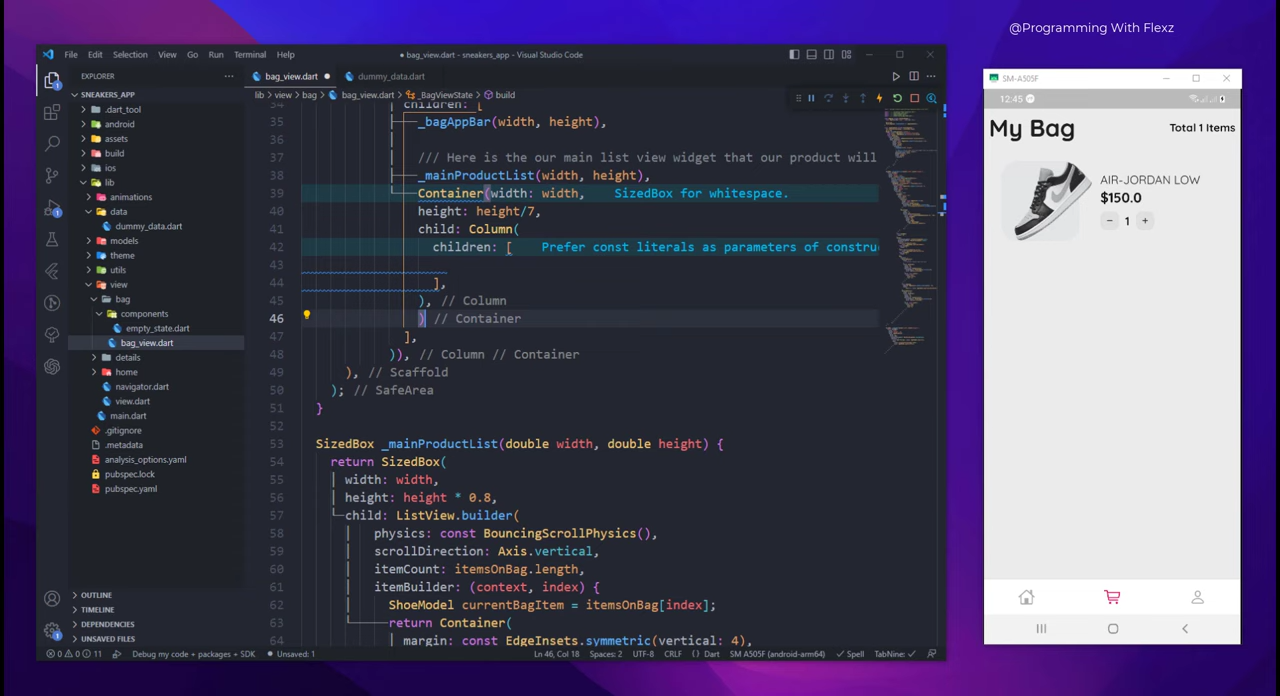 @Programming With Flexz
File Edit Selection View Go Run Terminal Help
● bag_view.dart - sneakers_app - Visual Studio Code
SM-A505F
EXPLORER ···
bag_view.dart ●
dummy_data.dart
SNEAKERS_APP
lib > view > bag > bag_view.dart > _BagViewState > build
.dart_tool
android
assets
build
ios
lib
animations
data
dummy_data.dart
models
theme
utils
view
bag
components
empty_state.dart
bag_view.dart
details
home
navigator.dart
view.dart
main.dart
.gitignore
.metadata
analysis_options.yaml
pubspec.lock
pubspec.yaml
OUTLINE
TIMELINE
DEPENDENCIES
UNSAVED FILES
34 children: [
35 _bagAppBar(width, height),
36
37 /// Here is the our main list view widget that our product will
38 _mainProductList(width, height),
39 Container(width: width, SizedBox for whitespace.
40 height: height/7,
41 child: Column(
42 children: [ Prefer const literals as parameters of constru
43
44 ],
45 ), // Column
46 ) // Container
47 ],
48 )), // Column // Container
49 ), // Scaffold
50 ); // SafeArea
51 }
52
53 SizedBox _mainProductList(double width, double height) {
54 return SizedBox(
55 width: width,
56 height: height * 0.8,
57 child: ListView.builder(
58 physics: const BouncingScrollPhysics(),
59 scrollDirection: Axis.vertical,
60 itemCount: itemsOnBag.length,
61 itemBuilder: (context, index) {
62 ShoeModel currentBagItem = itemsOnBag[index];
63 return Container(
64 margin: const EdgeInsets.symmetric(vertical: 4),
0 0 11 Debug my code + packages + SDK ● Unsaved: 1 Ln 46, Col 18 Spaces: 2 UTF-8 CRLF {} Dart SM A505F (android-arm64) ✓ Spell TabNine: ✓
12:45
My Bag
Total 1 Items
AIR-JORDAN LOW
$150.0
− 1 +